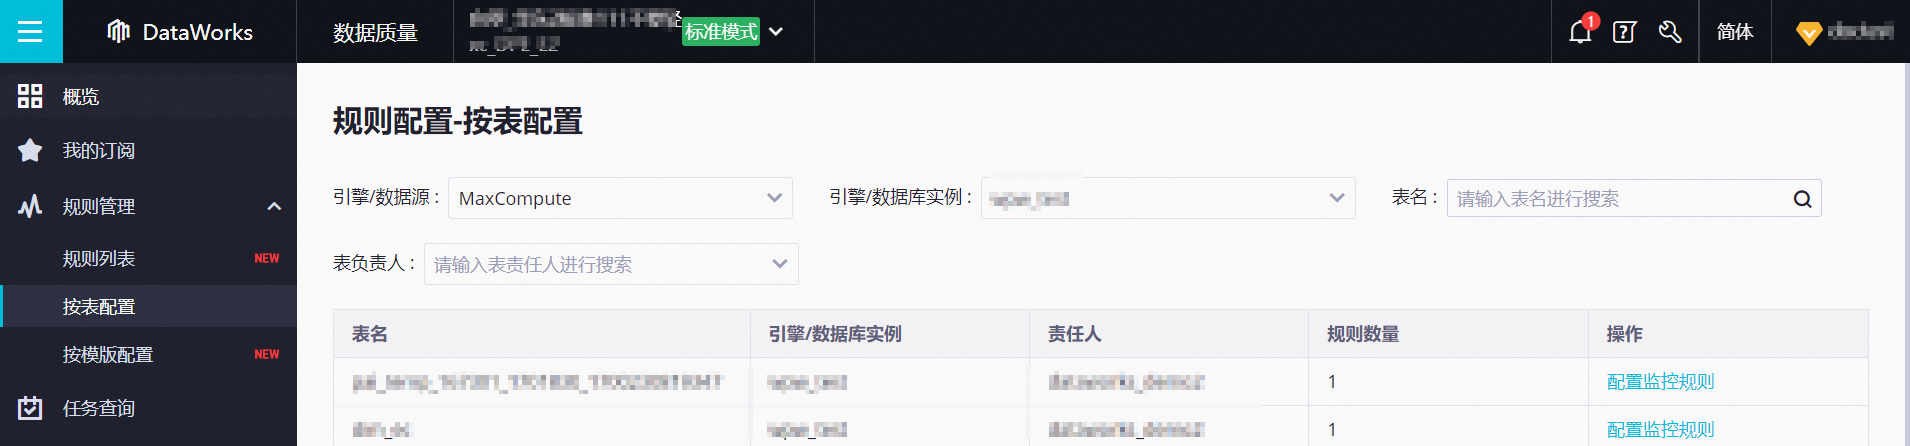 DataWorks
数据质量
标准模式
1
简体
概览
我的订阅
规则管理
规则列表 NEW
按表配置
按模版配置 NEW
任务查询
规则配置-按表配置
引擎/数据源： MaxCompute
引擎/数据库实例：
表名： 请输入表名进行搜索
表负责人： 请输入表责任人进行搜索
表名 引擎/数据库实例 责任人 规则数量 操作
1 配置监控规则
1 配置监控规则